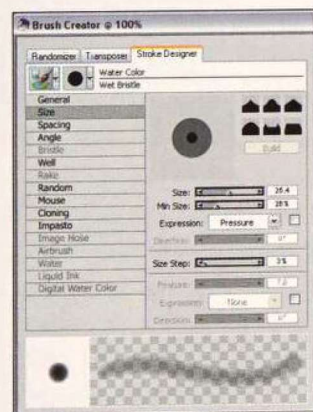 Brush Creator @ 100%
Randomizer Transposer Stroke Designer
Water Color
Wet Bristle
General
Size
Spacing
Angle
Bristle
Well
Rake
Random
Mouse
Cloning
Impasto
Image Hose
Airbrush
Water
Liquid Ink
Digital Water Color
Build
Size: 26.4
Min Size: 28%
Expression: Pressure
Direction: 0°
Size Step: 3%
Feature: 7.2
Expression: None
Direction: 0°